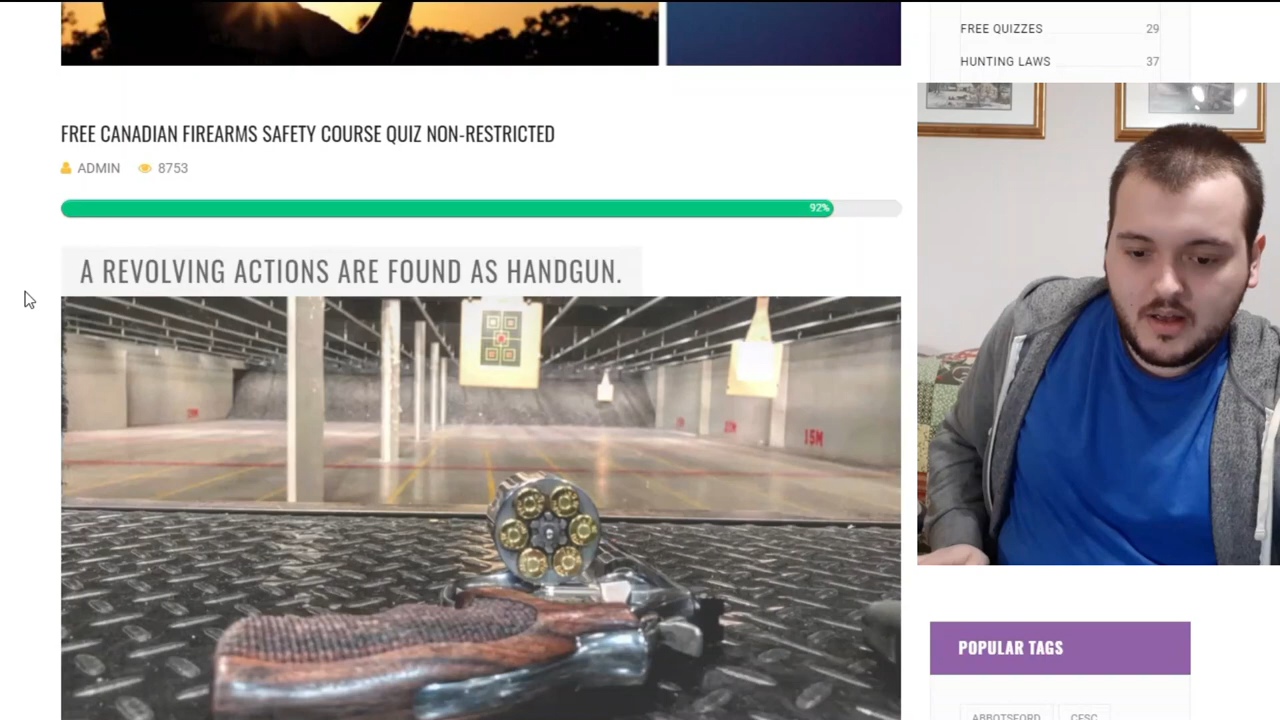 FREE QUIZZES 29
HUNTING LAWS 37
FREE CANADIAN FIREARMS SAFETY COURSE QUIZ NON-RESTRICTED
ADMIN 8753
92%
A REVOLVING ACTIONS ARE FOUND AS HANDGUN.
15M
POPULAR TAGS
ABBOTSFORD CFSC